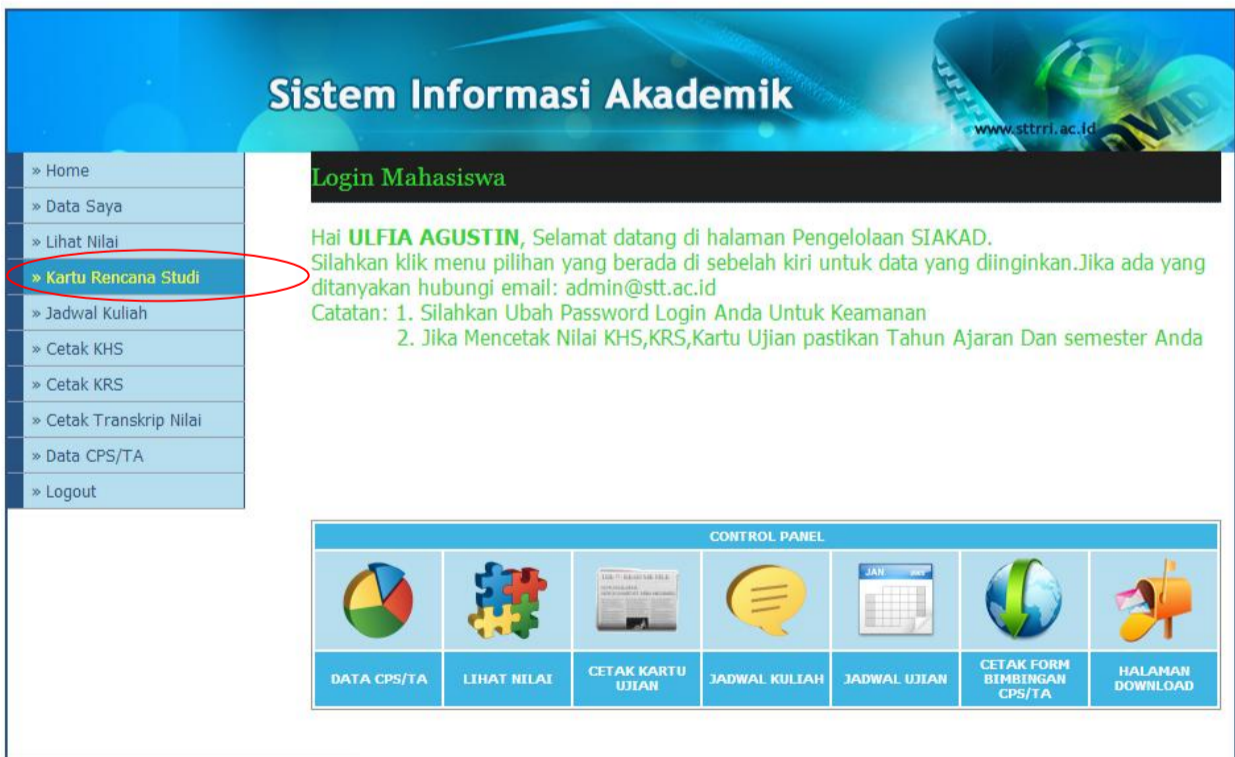 Sistem Informasi Akademik
www.sttrri.ac.id
» Home
» Data Saya
» Lihat Nilai
» Kartu Rencana Studi
» Jadwal Kuliah
» Cetak KHS
» Cetak KRS
» Cetak Transkrip Nilai
» Data CPS/TA
» Logout
Login Mahasiswa
Hai ULFIA AGUSTIN, Selamat datang di halaman Pengelolaan SIAKAD.
Silahkan klik menu pilihan yang berada di sebelah kiri untuk data yang diinginkan.Jika ada yang
ditanyakan hubungi email: admin@stt.ac.id
Catatan: 1. Silahkan Ubah Password Login Anda Untuk Keamanan
2. Jika Mencetak Nilai KHS,KRS,Kartu Ujian pastikan Tahun Ajaran Dan semester Anda
CONTROL PANEL
JAN
DATA CPS/TA
LIHAT NILAI
CETAK KARTU
UJIAN
JADWAL KULIAH
JADWAL UJIAN
CETAK FORM
BIMBINGAN
CPS/TA
HALAMAN
DOWNLOAD